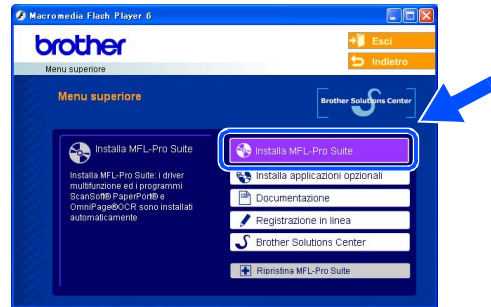 Macromedia Flash Player 6
brother
Esci
Indietro
Menu superiore
Menu superiore
Brother Solutions Center
Installa MFL-Pro Suite
Installa MFL-Pro Suite: i driver
multifunzione ed i programmi
ScanSoft® PaperPort® e
OmniPage®OCR sono installati
automaticamente
Installa MFL-Pro Suite
Installa applicazioni opzionali
Documentazione
Registrazione in linea
Brother Solutions Center
Ripristina MFL-Pro Suite